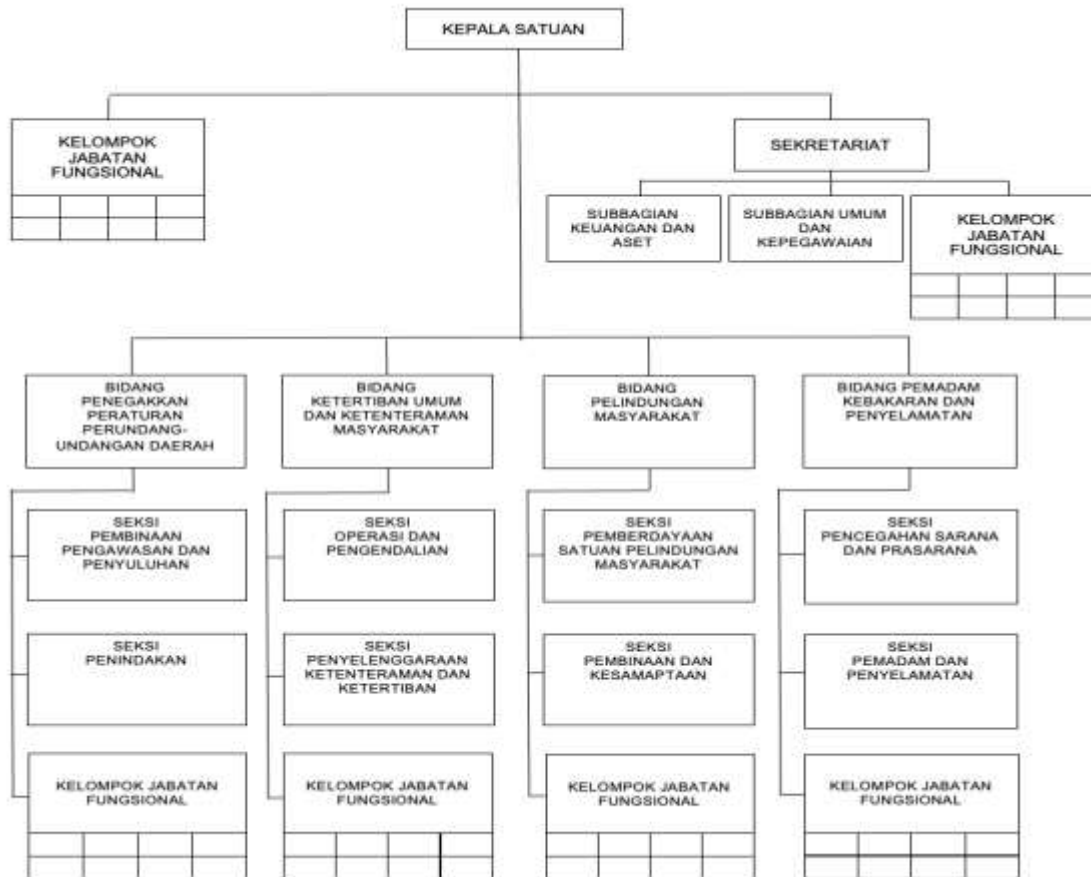 KEPALA SATUAN
KELOMPOK
JABATAN
FUNGSIONAL
SEKRETARIAT
SUBBAGIAN
KEUANGAN DAN
ASET
SUBBAGIAN UMUM
DAN
KEPEGAWAIAN
KELOMPOK
JABATAN
FUNGSIONAL
BIDANG
PENEGAKKAN
PERATURAN
PERUNDANG-
UNDANGAN DAERAH
BIDANG
KETERTIBAN UMUM
DAN KETENTERAMAN
MASYARAKAT
BIDANG
PELINDUNGAN
MASYARAKAT
BIDANG PEMADAM
KEBAKARAN DAN
PENYELAMATAN
SEKSI
PEMBINAAN
PENGAWASAN DAN
PENYULUHAN
SEKSI
OPERASI DAN
PENGENDALIAN
SEKSI
PEMBERDAYAAN
SATUAN PELINDUNGAN
MASYARAKAT
SEKSI
PENCEGAHAN SARANA
DAN PRASARANA
SEKSI
PENINDAKAN
SEKSI
PENYELENGGARAAN
KETENTERAMAN DAN
KETERTIBAN
SEKSI
PEMBINAAN DAN
KESAMAPTAAN
SEKSI
PEMADAM DAN
PENYELAMATAN
KELOMPOK JABATAN
FUNGSIONAL
KELOMPOK JABATAN
FUNGSIONAL
KELOMPOK JABATAN
FUNGSIONAL
KELOMPOK JABATAN
FUNGSIONAL